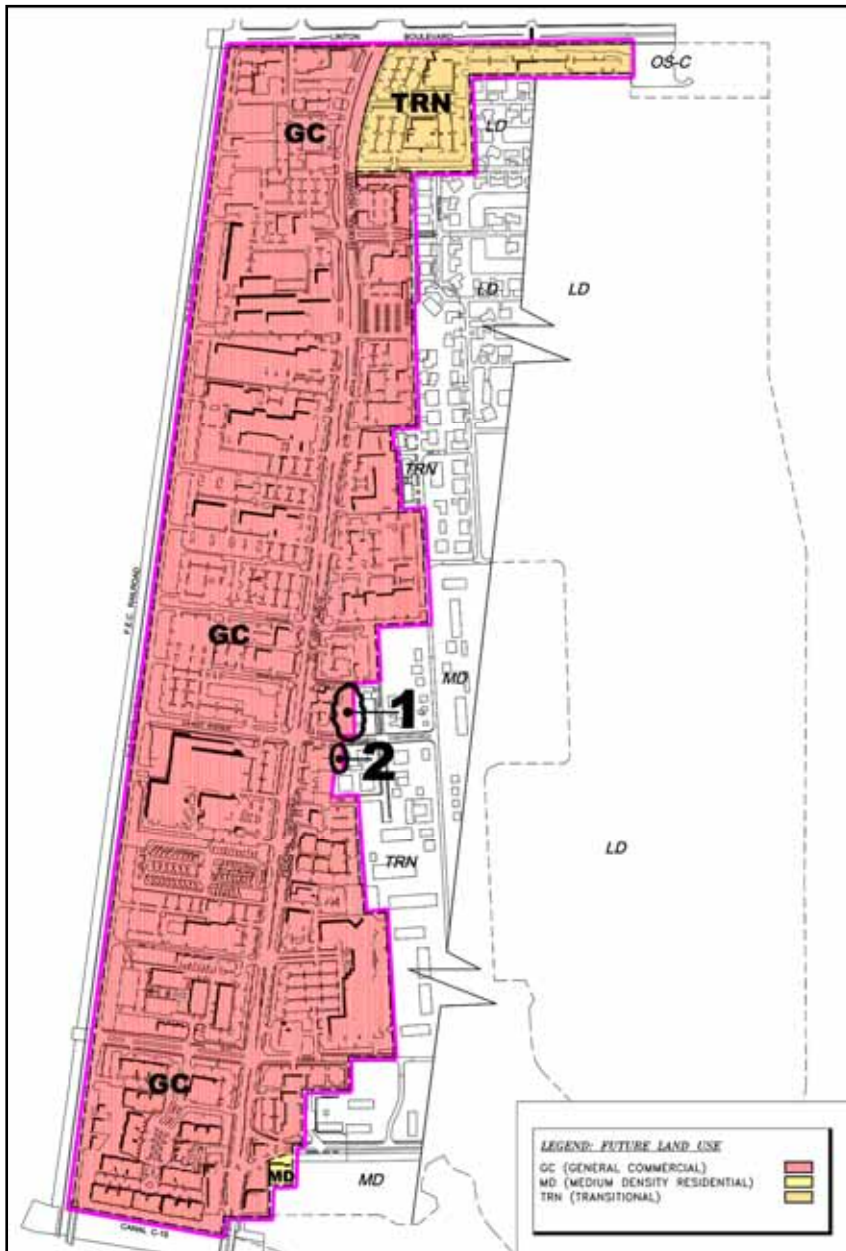 LINTON BOULEVARD
OS-C
TRN
GC
LD
LD
LD
TRN
F.E.C. RAILROAD
GC
MD
1
2
LD
TRN
GC
MD
MD
CANAL C-15
LEGEND: FUTURE LAND USE
GC (GENERAL COMMERCIAL)
MD (MEDIUM DENSITY RESIDENTIAL)
TRN (TRANSITIONAL)